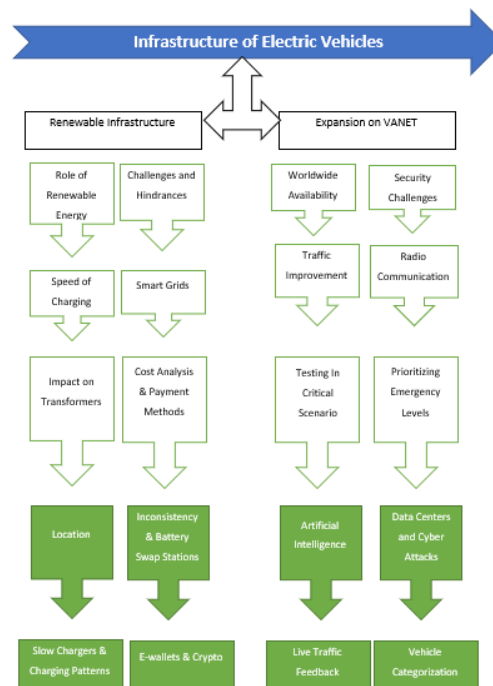 Infrastructure of Electric Vehicles
Renewable Infrastructure
Expansion on VANET
Role of
Renewable
Energy
Challenges and
Hindrances
Worldwide
Availability
Security
Challenges
Speed of
Charging
Smart Grids
Traffic
Improvement
Radio
Communication
Impact on
Transformers
Cost Analysis
& Payment
Methods
Testing In
Critical
Scenario
Prioritizing
Emergency
Levels
Location
Inconsistency
& Battery
Swap Stations
Artificial
Intelligence
Data Centers
and Cyber
Attacks
Slow Chargers &
Charging Patterns
E-wallets & Crypto
Live Traffic
Feedback
Vehicle
Categorization